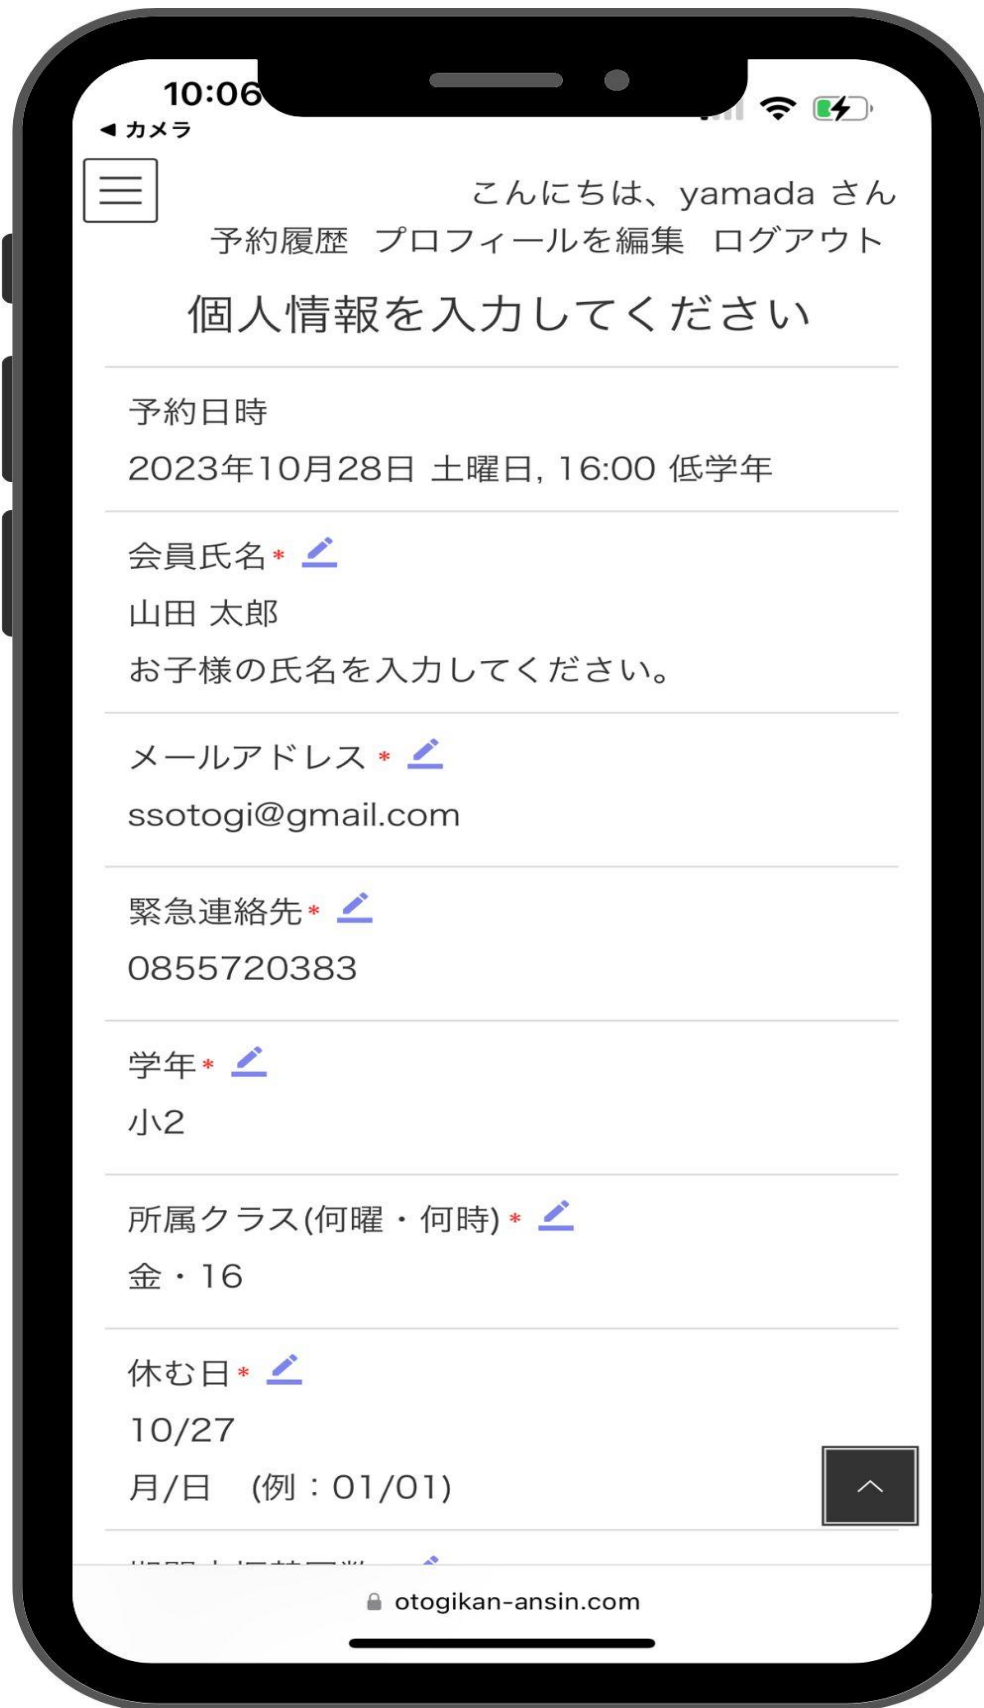 10:06
◀ カメラ
こんにちは、yamada さん
予約履歴 プロフィールを編集 ログアウト
個人情報を入力してください
予約日時
2023年10月28日 土曜日, 16:00 低学年
会員氏名*
山田 太郎
お子様の氏名を入力してください。
メールアドレス *
ssotogi@gmail.com
緊急連絡先*
0855720383
学年*
小2
所属クラス(何曜・何時) *
金・16
休む日*
10/27
月/日 (例：01/01)
otogikan-ansin.com